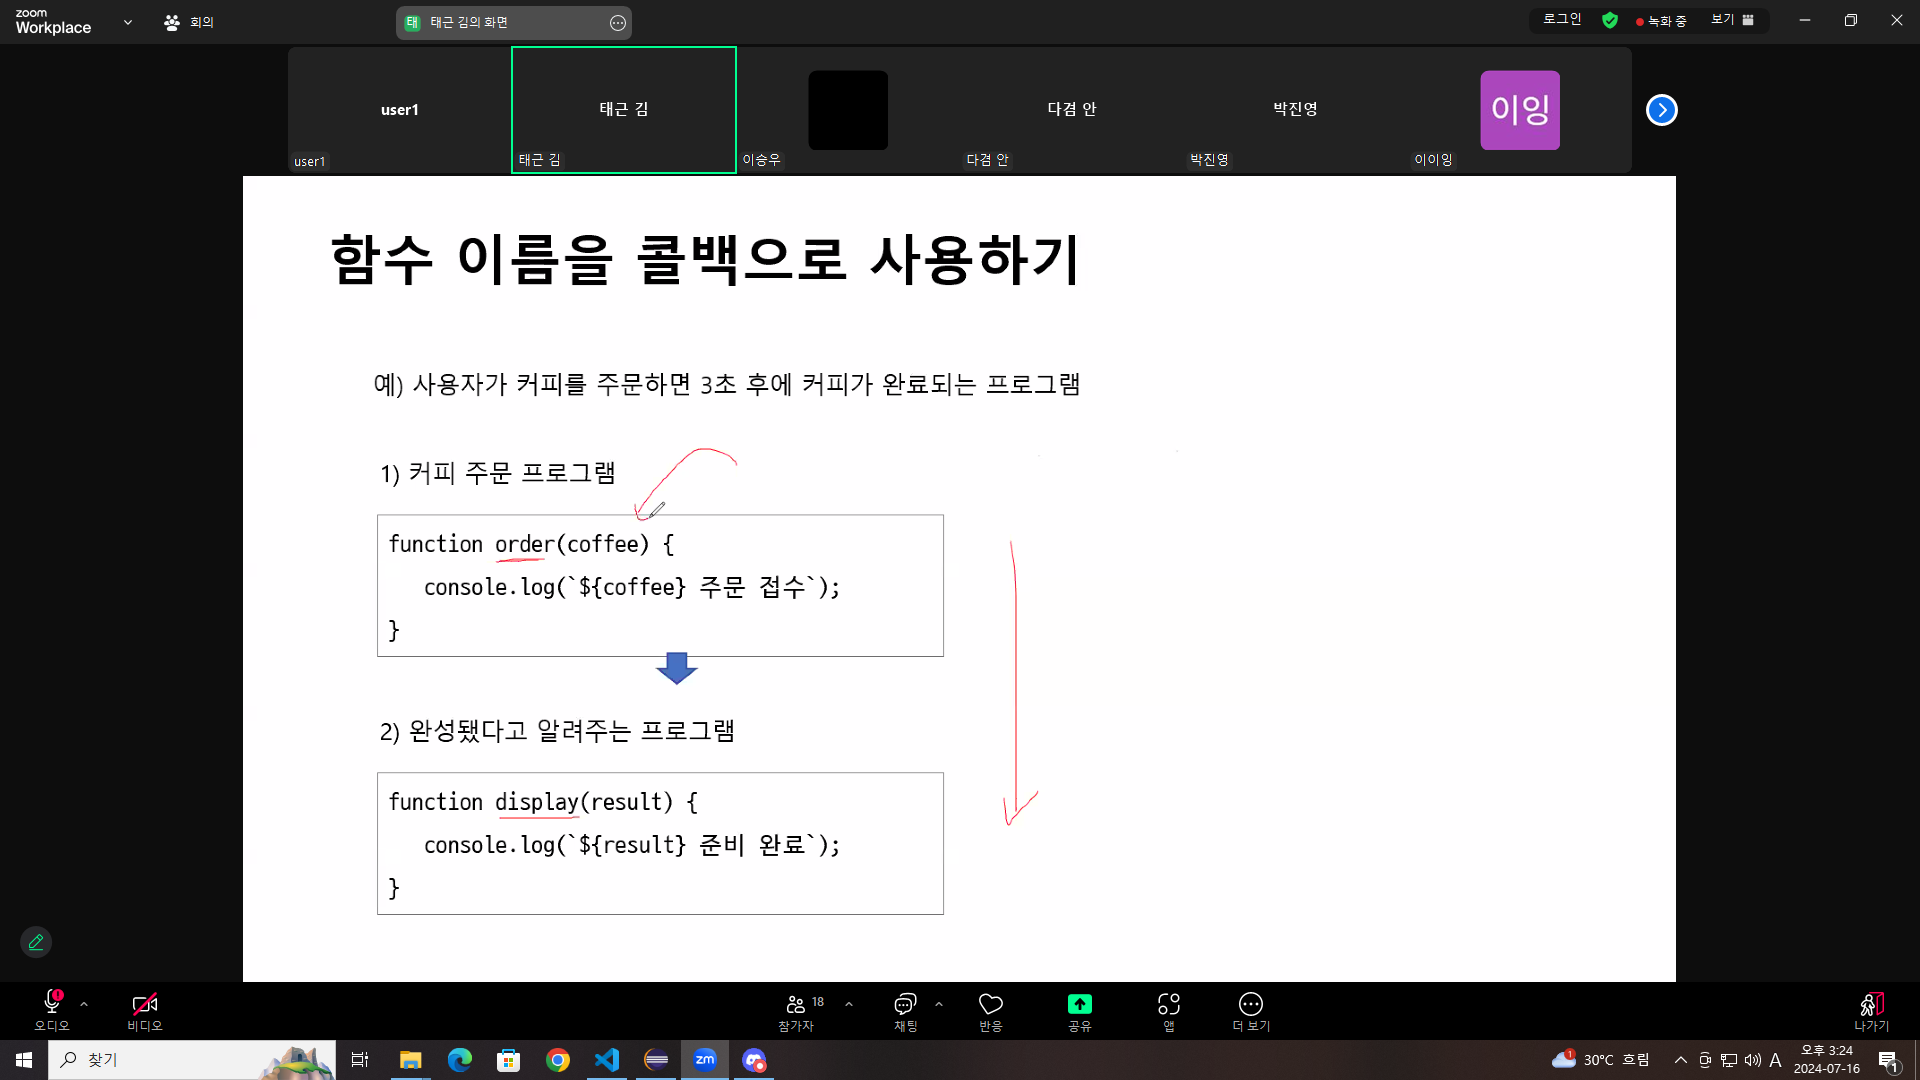 zoom
Workplace
회의
태 태근 김의 화면
로그인
녹화 중
보기
user1
태근 김
다겸 안
박진영
이잉
user1
태근 김
이승우
다겸 안
박진영
이이잉
함수 이름을 콜백으로 사용하기
예) 사용자가 커피를 주문하면 3초 후에 커피가 완료되는 프로그램
1) 커피 주문 프로그램
function order(coffee) {
console.log(`${coffee} 주문 접수`);
}
2) 완성됐다고 알려주는 프로그램
function display(result) {
console.log(`${result} 준비 완료`);
}
오디오
비디오
18
참가자
채팅
반응
공유
앱
더 보기
나가기
찾기
zm
1
30°C 흐림
A
오후 3:24
2024-07-16
1